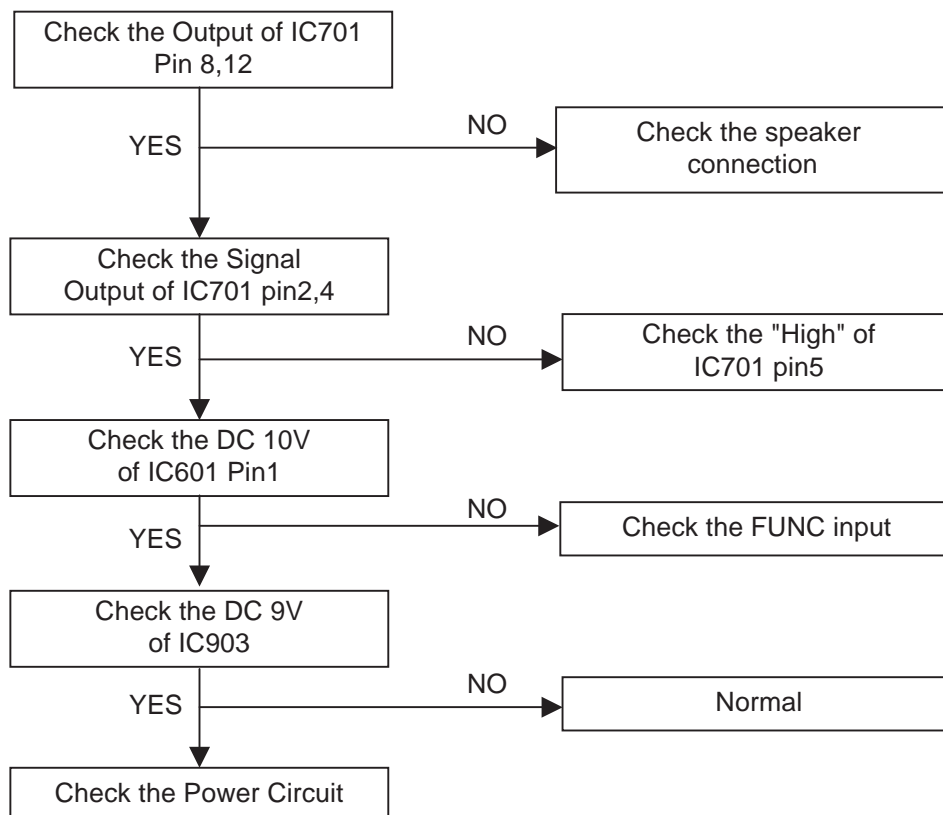 Check the Output of IC701
Pin 8,12
NO
YES
Check the speaker
connection
Check the Signal
Output of IC701 pin2,4
NO
YES
Check the "High" of
IC701 pin5
Check the DC 10V
of IC601 Pin1
NO
YES
Check the FUNC input
Check the DC 9V
of IC903
NO
YES
Normal
Check the Power Circuit